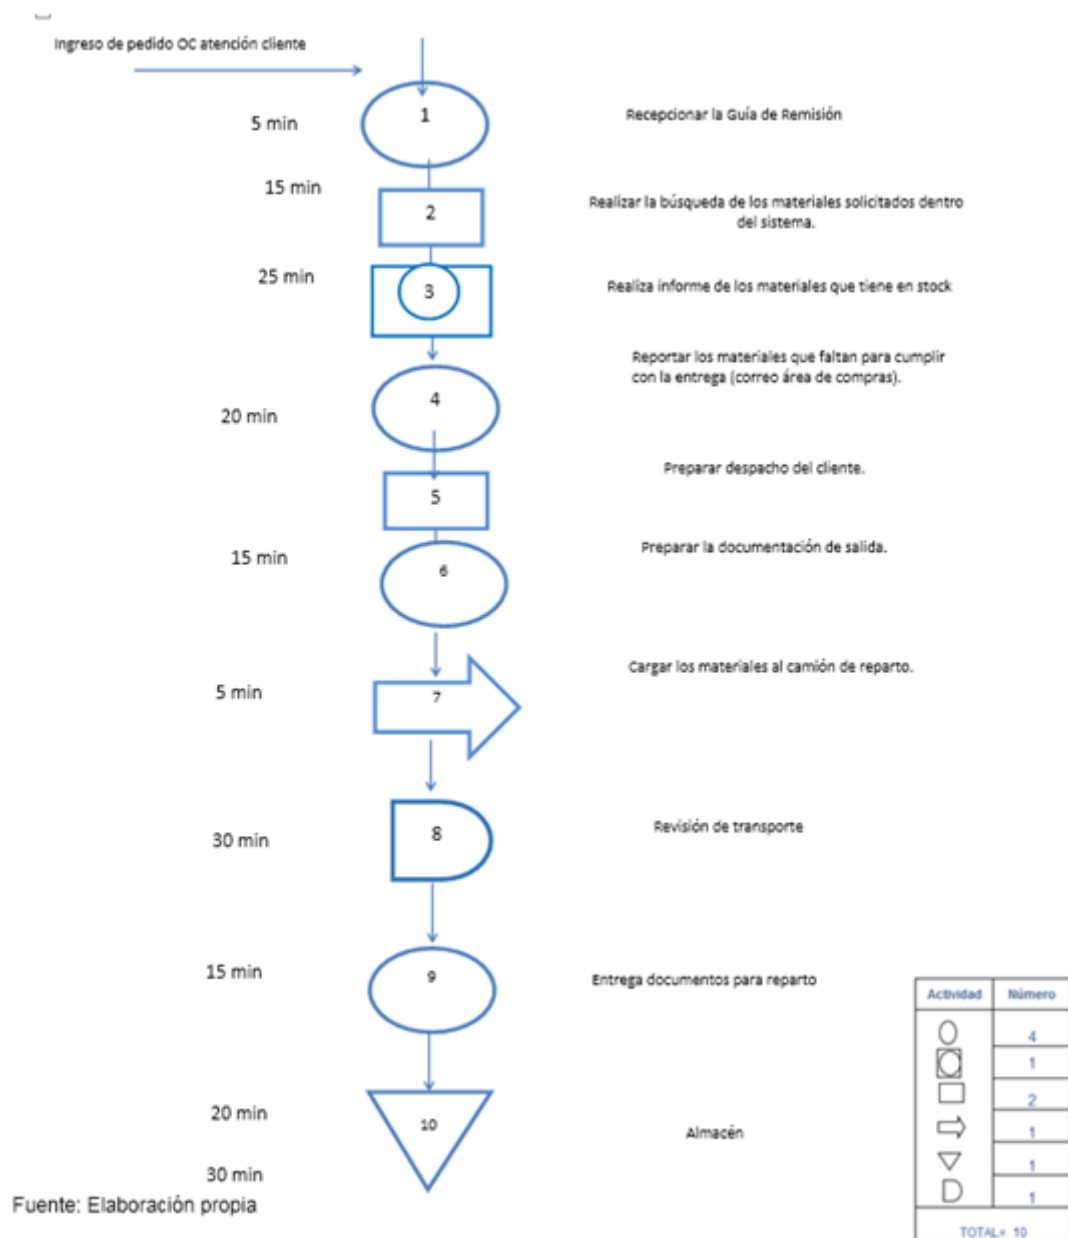 Ingreso de pedido OC atención cliente
5 min
1
Recepcionar la Guía de Remisión
15 min
2
Realizar la búsqueda de los materiales solicitados dentro
del sistema.
25 min
3
Realiza informe de los materiales que tiene en stock
Reportar los materiales que faltan para cumplir
con la entrega (correo área de compras).
4
20 min
Preparar despacho del cliente.
5
Preparar la documentación de salida.
15 min
6
Cargar los materiales al camión de reparto.
5 min
7
Revisión de transporte
30 min
8
15 min
9
Entrega documentos para reparto
Actividad Número
4
1
2
1
1
1
TOTAL= 10
20 min
10
Almacén
30 min
Fuente: Elaboración propia